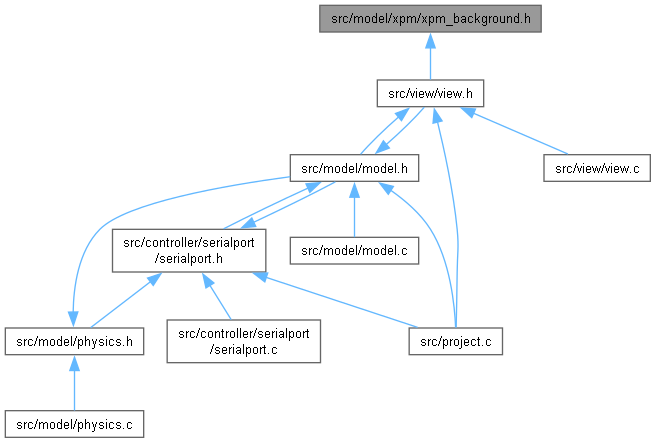 src/model/xpm/xpm_background.h
src/view/view.h
src/model/model.h
src/view/view.c
src/controller/serialport
/serialport.h
src/model/model.c
src/model/physics.h
src/controller/serialport
/serialport.c
src/project.c
src/model/physics.c